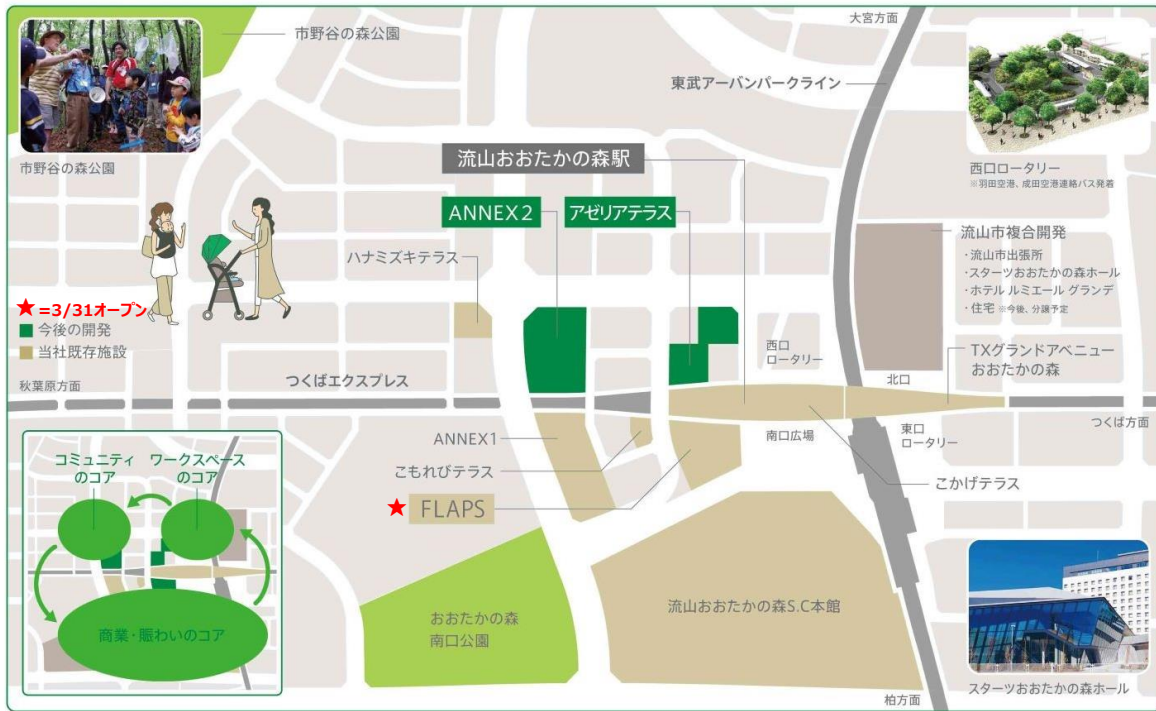 市野谷の森公園
大宮方面
東武アーバンパークライン
市野谷の森公園
流山おおたかの森駅
西口ロータリー
※羽田空港、成田空港連絡バス発着
ANNEX2
アゼリアテラス
流山市複合開発
・流山市出張所
・スターツおおたかの森ホール
・ホテル ルミエール グランデ
・住宅 ※今後、分譲予定
ハナミズキテラス
★=3/31オープン
今後の開発
当社既存施設
西口
ロータリー
TXグランドアベニュー
おおたかの森
秋葉原方面
つくばエクスプレス
北口
つくば方面
ANNEX1
南口広場
東口
ロータリー
こもれびテラス
こかげテラス
★ FLAPS
コミュニティ
のコア
ワークスペース
のコア
商業・賑わいのコア
おおたかの森
南口公園
流山おおたかの森S.C本館
柏方面
スターツおおたかの森ホール